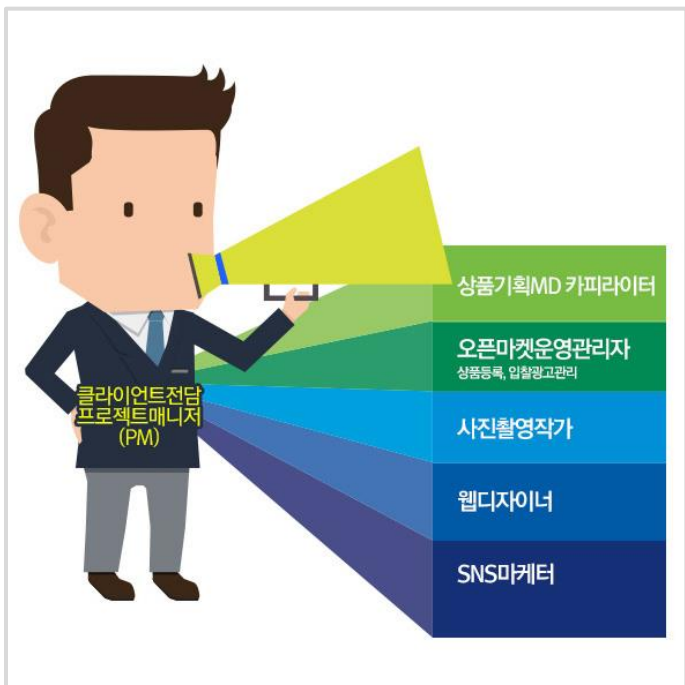 상품기획MD 카피라이터
오픈마켓운영관리자
상품등록, 입찰광고관리
클라이언트전담
프로젝트매니저
(PM)
사진촬영작가
웹디자이너
SNS마케터